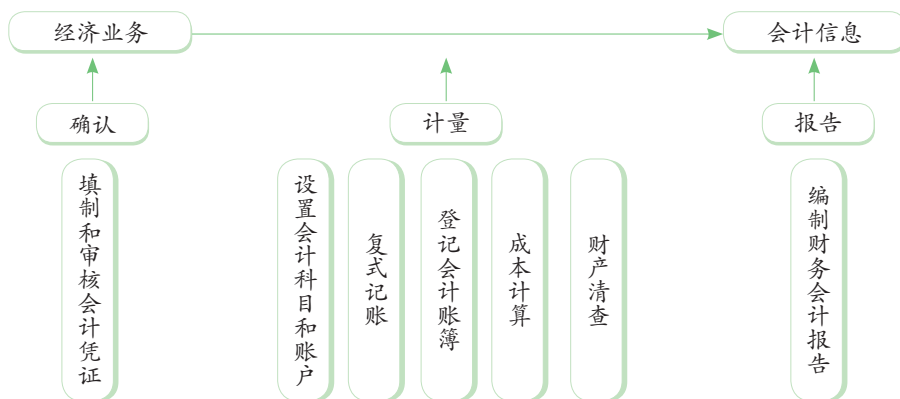 经济业务
会计信息
确认
计量
报告
填制和审核会计凭证
设置会计科目和账户
复式记账
登记会计账簿
成本计算
财产清查
编制财务会计报告